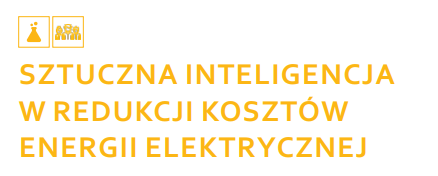 SZTUCZNA INTELIGENCJA
W REDUKCJI KOSZTÓW
ENERGII ELEKTRYCZNEJ